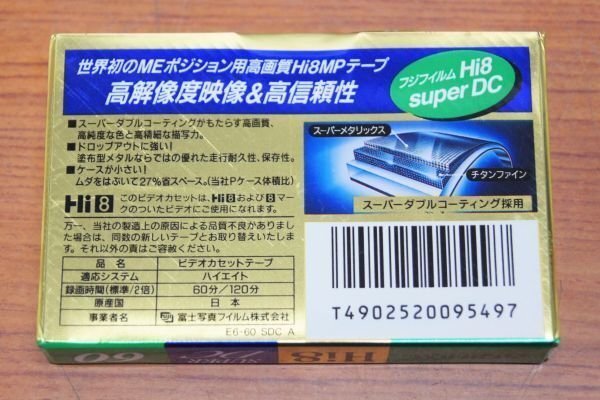 世界初のMEポジション用高画質Hi8MPテープ
高解像度映像&高信頼性
フジフイルム Hi8
super DC
■スーパーダブルコーティングがもたらす高画質、
高純度な色と高精細な描写力。
■ドロップアウトに強い!
塗布型メタルならではの優れた走行耐久性、保存性。
■ケースが小さい!
ムダをはぶいて27%省スペース。(当社Pケース体積比)
スーパーメタリックス
チタンファイン
スーパーダブルコーティング採用
Hi8 このビデオカセットは、Hi8および8マー
クのついたビデオにご使用になれます。
万一、当社の製造上の原因による品質不良がありまし
た場合は、同数の新しいテープとお取り替えいたしま
す。それ以外の責はご容赦ください。
品名 ビデオカセットテープ
適応システム ハイエイト
録画時間(標準/2倍) 60分/120分
原産国 日本
事業者名 富士写真フイルム株式会社
E6-60 SDC A
T4902520095497
Hi8
60